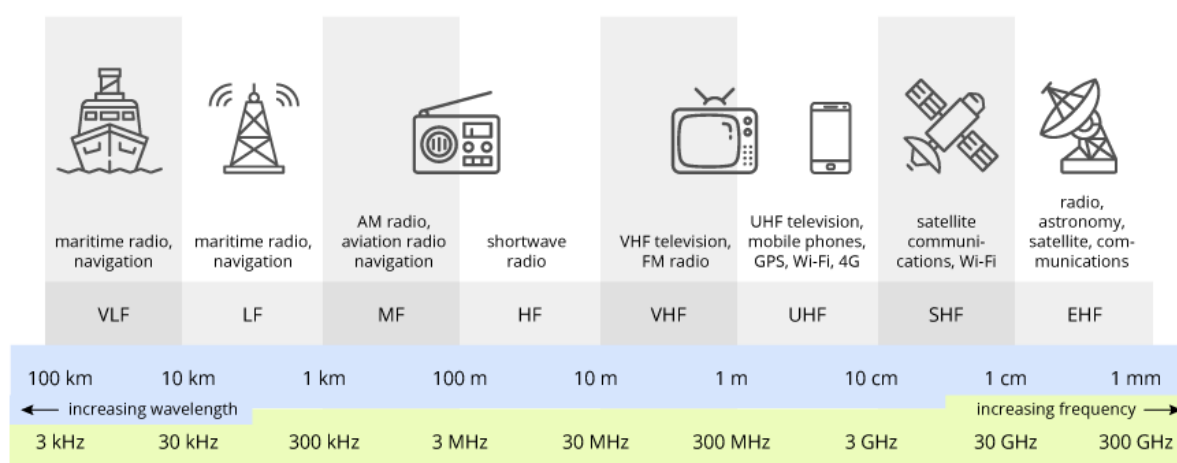 maritime radio,
navigation
maritime radio,
navigation
AM radio,
aviation radio
navigation
shortwave
radio
VHF television,
FM radio
UHF television,
mobile phones,
GPS, Wi-Fi, 4G
satellite
communi-
cations, Wi-Fi
radio,
astronomy,
satellite, com-
munications
VLF LF MF HF VHF UHF SHF EHF
100 km 10 km 1 km 100 m 10 m 1 m 10 cm 1 cm 1 mm
increasing wavelength increasing frequency
3 kHz 30 kHz 300 kHz 3 MHz 30 MHz 300 MHz 3 GHz 30 GHz 300 GHz